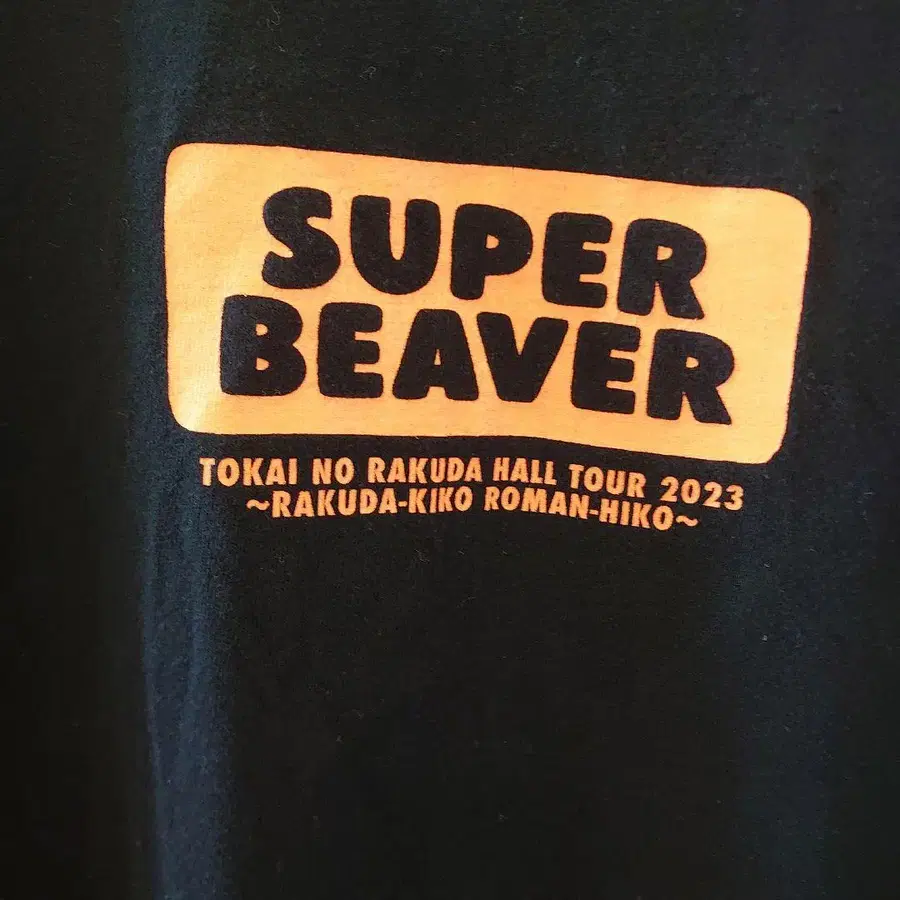 SUPER
BEAVER
TOKAI NO RAKUDA HALL TOUR 2023
~RAKUDA-KIKO ROMAN-HIKO~